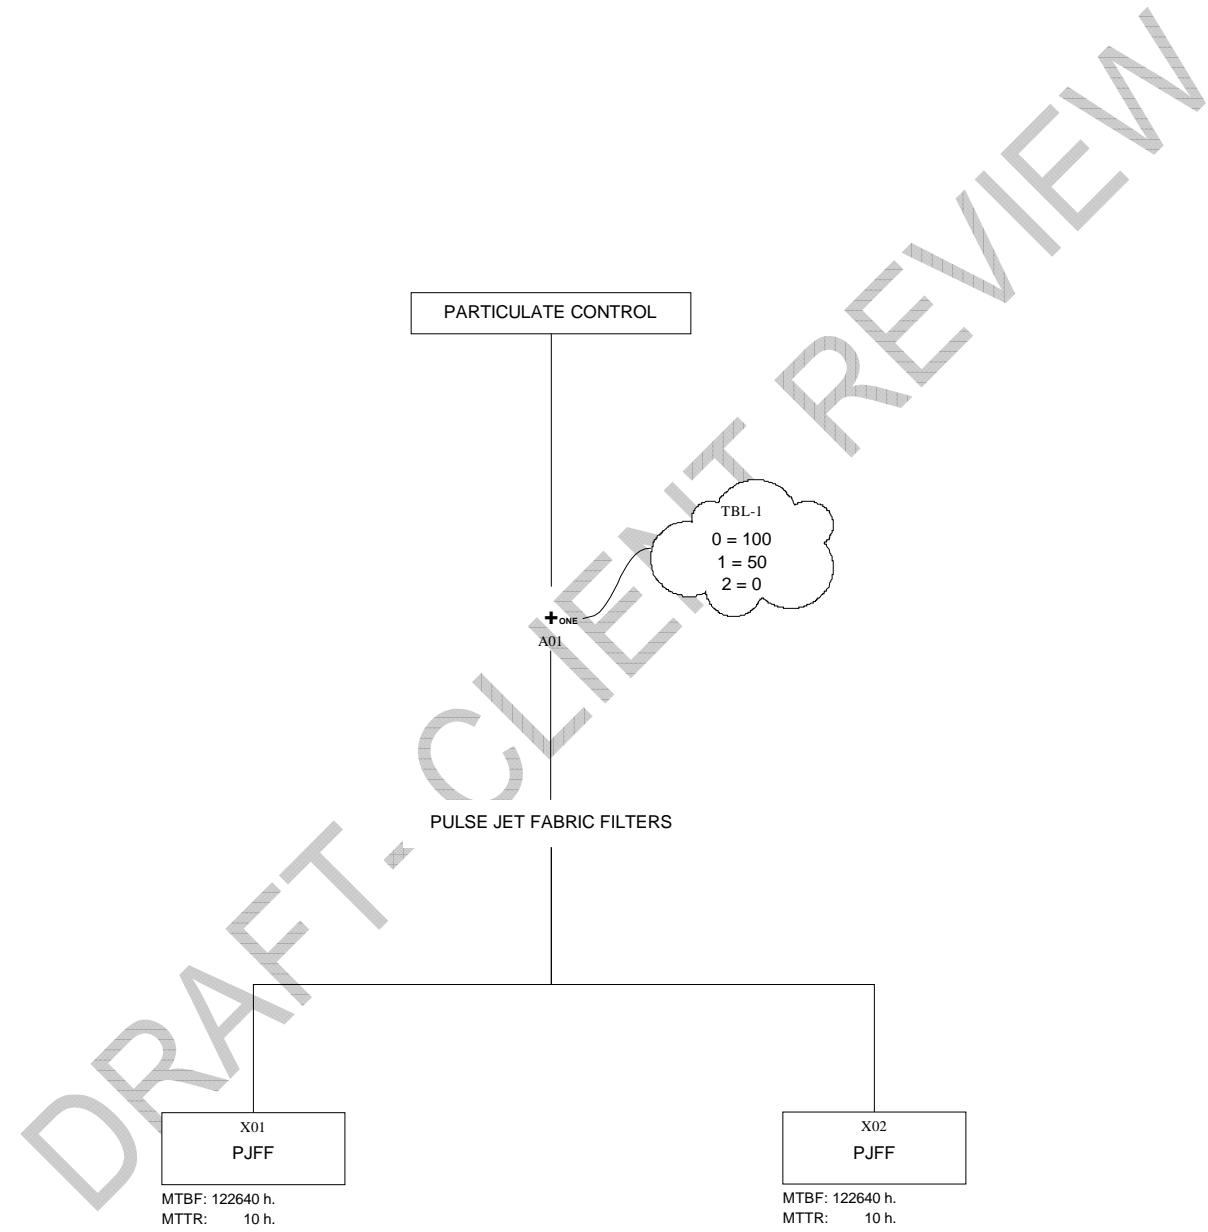 DRAFT- CLIENT REVIEW
PARTICULATE CONTROL
TBL-1
0 = 100
1 = 50
2 = 0
+ ONE
A01
PULSE JET FABRIC FILTERS
X01
PJFF
MTBF: 122640 h.
MTTR: 10 h.
X02
PJFF
MTBF: 122640 h.
MTTR: 10 h.